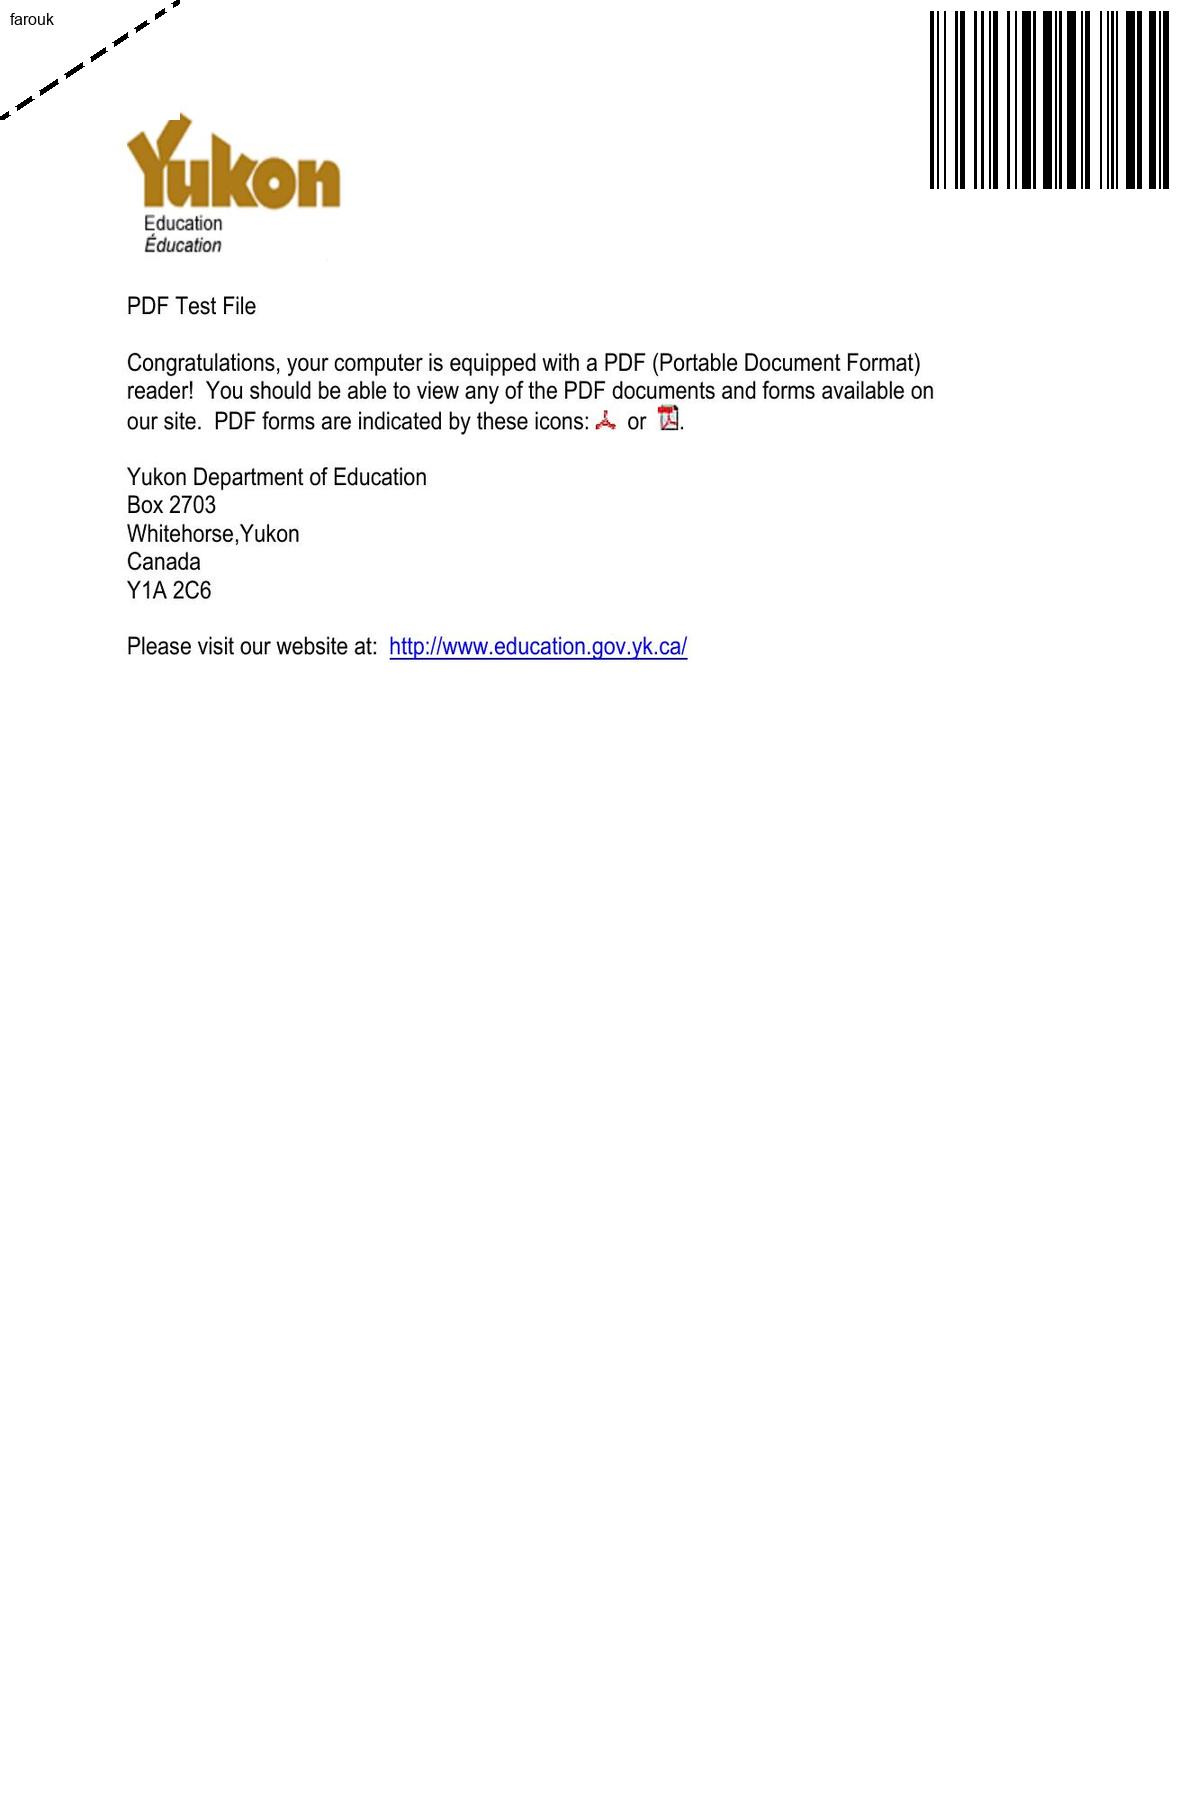 farouk
Yukon
Education
Éducation
PDF Test File
Congratulations, your computer is equipped with a PDF (Portable Document Format)
reader!  You should be able to view any of the PDF documents and forms available on
our site.  PDF forms are indicated by these icons: or .
Yukon Department of Education
Box 2703
Whitehorse,Yukon
Canada
Y1A 2C6
Please visit our website at:  http://www.education.gov.yk.ca/